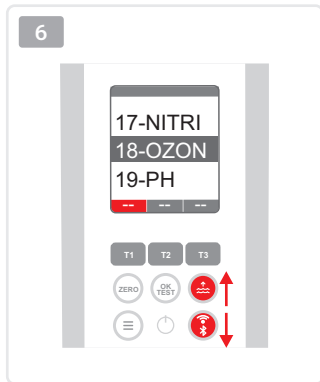 6
17-NITRI
18-OZON
19-PH
-- -- --
T1 T2 T3
ZERO OK TEST